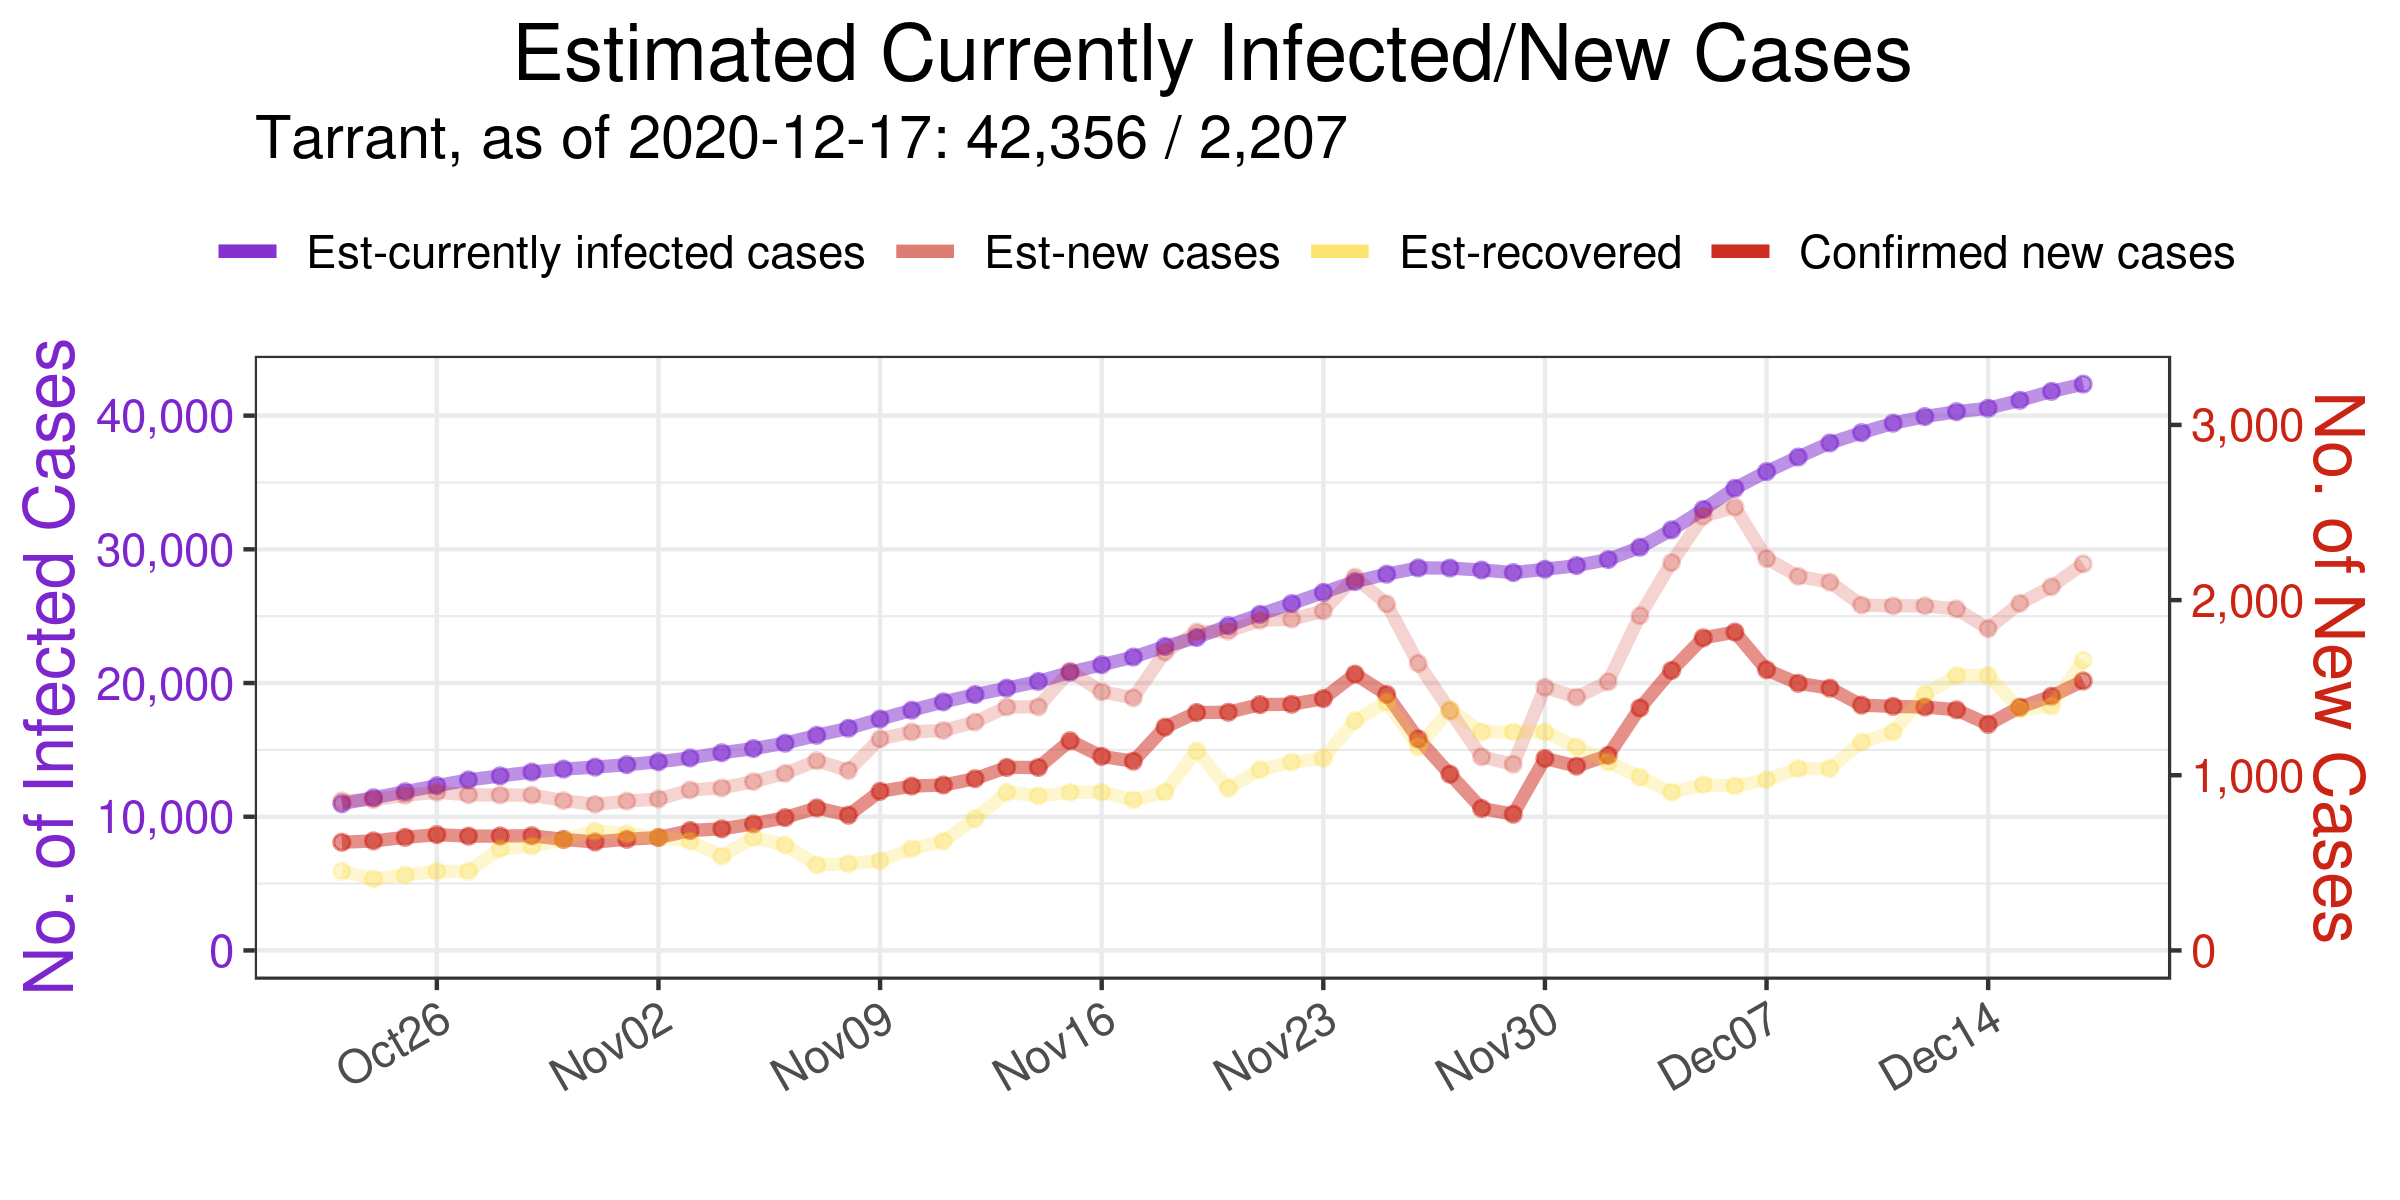 Estimated Currently Infected/New Cases
Tarrant, as of 2020-12-17: 42,356 / 2,207
Est-currently infected cases Est-new cases Est-recovered Confirmed new cases
No. of Infected Cases
40,000
30,000
20,000
10,000
0
3,000
2,000
1,000
0
No. of New Cases
Oct26 Nov02 Nov09 Nov16 Nov23 Nov30 Dec07 Dec14